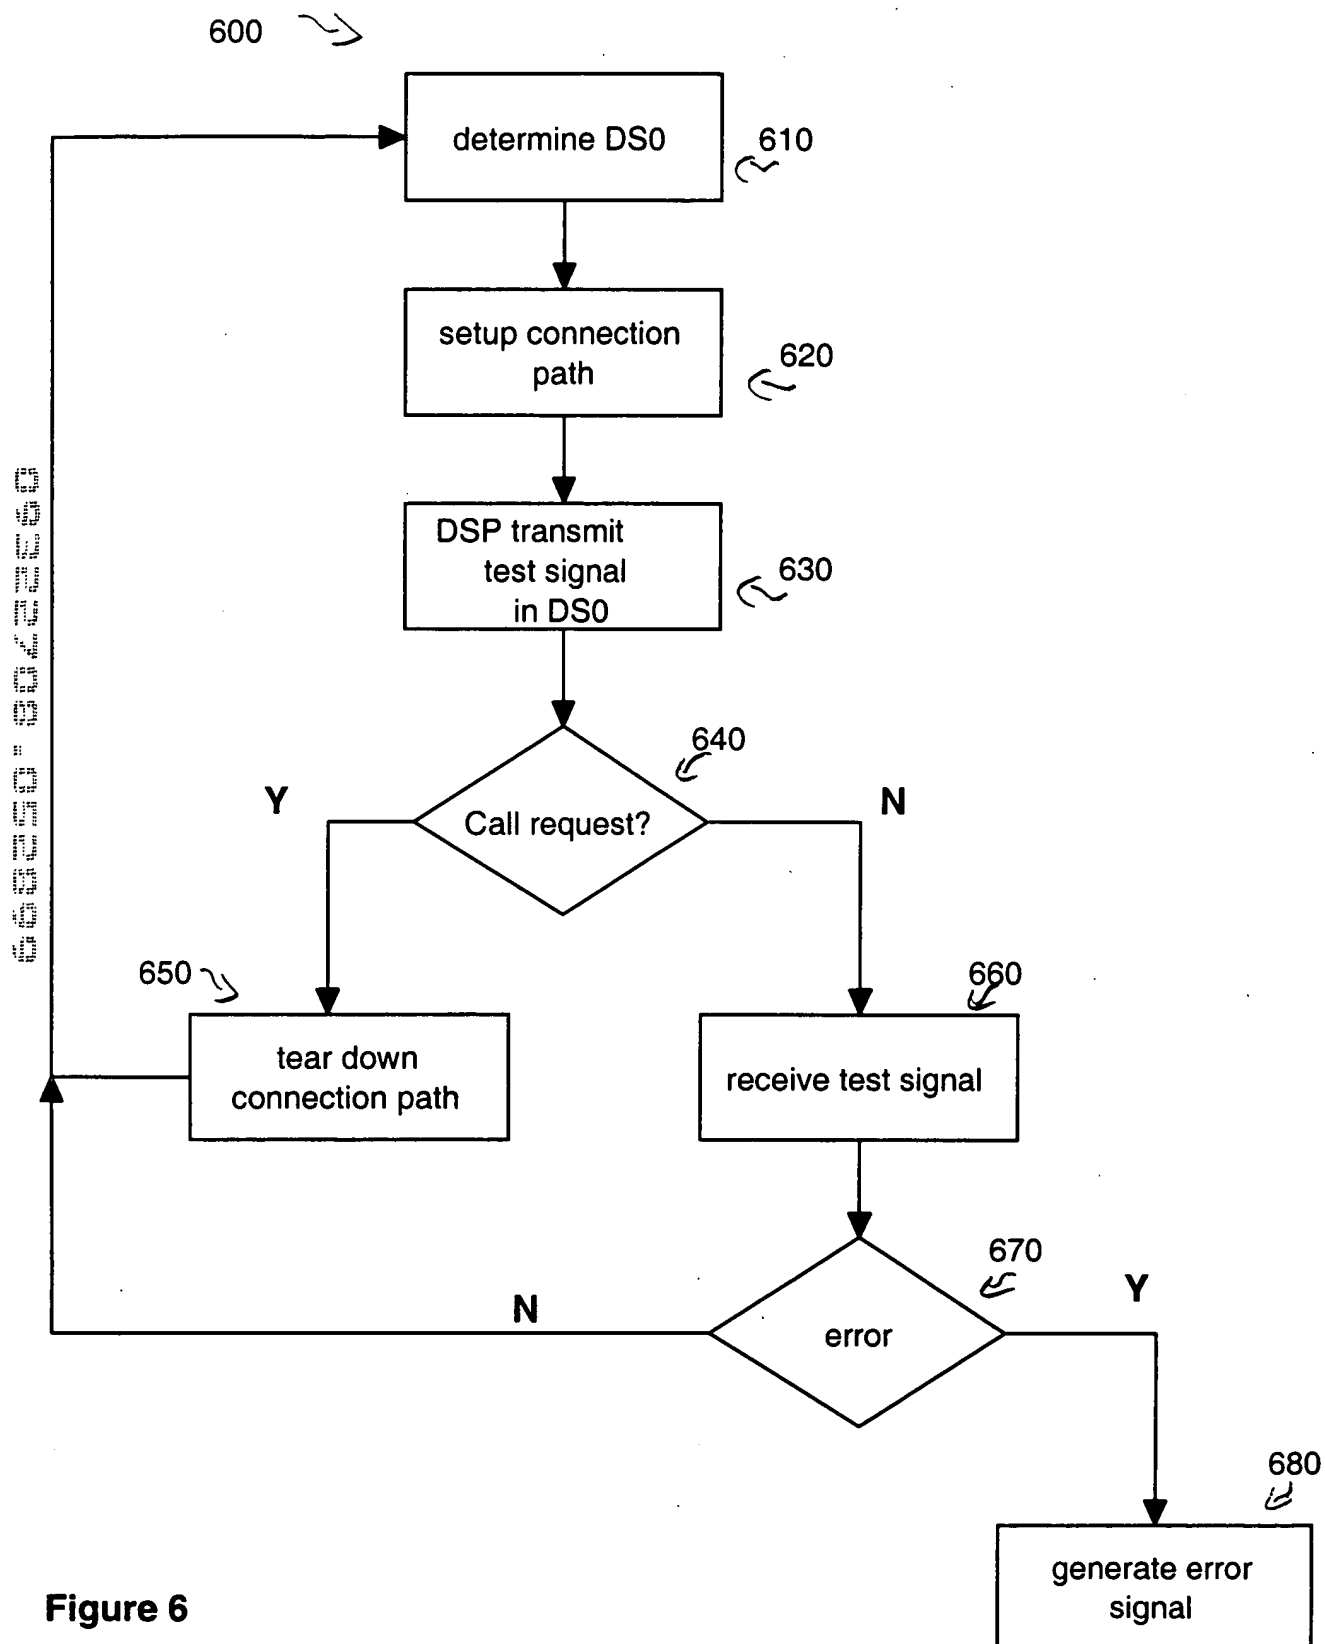 600
determine DS0
610
setup connection
path
620
DSP transmit
test signal
in DS0
630
640
Y
Call request?
N
650
tear down
connection path
660
receive test signal
670
N
error
Y
680
generate error
signal
Figure 6